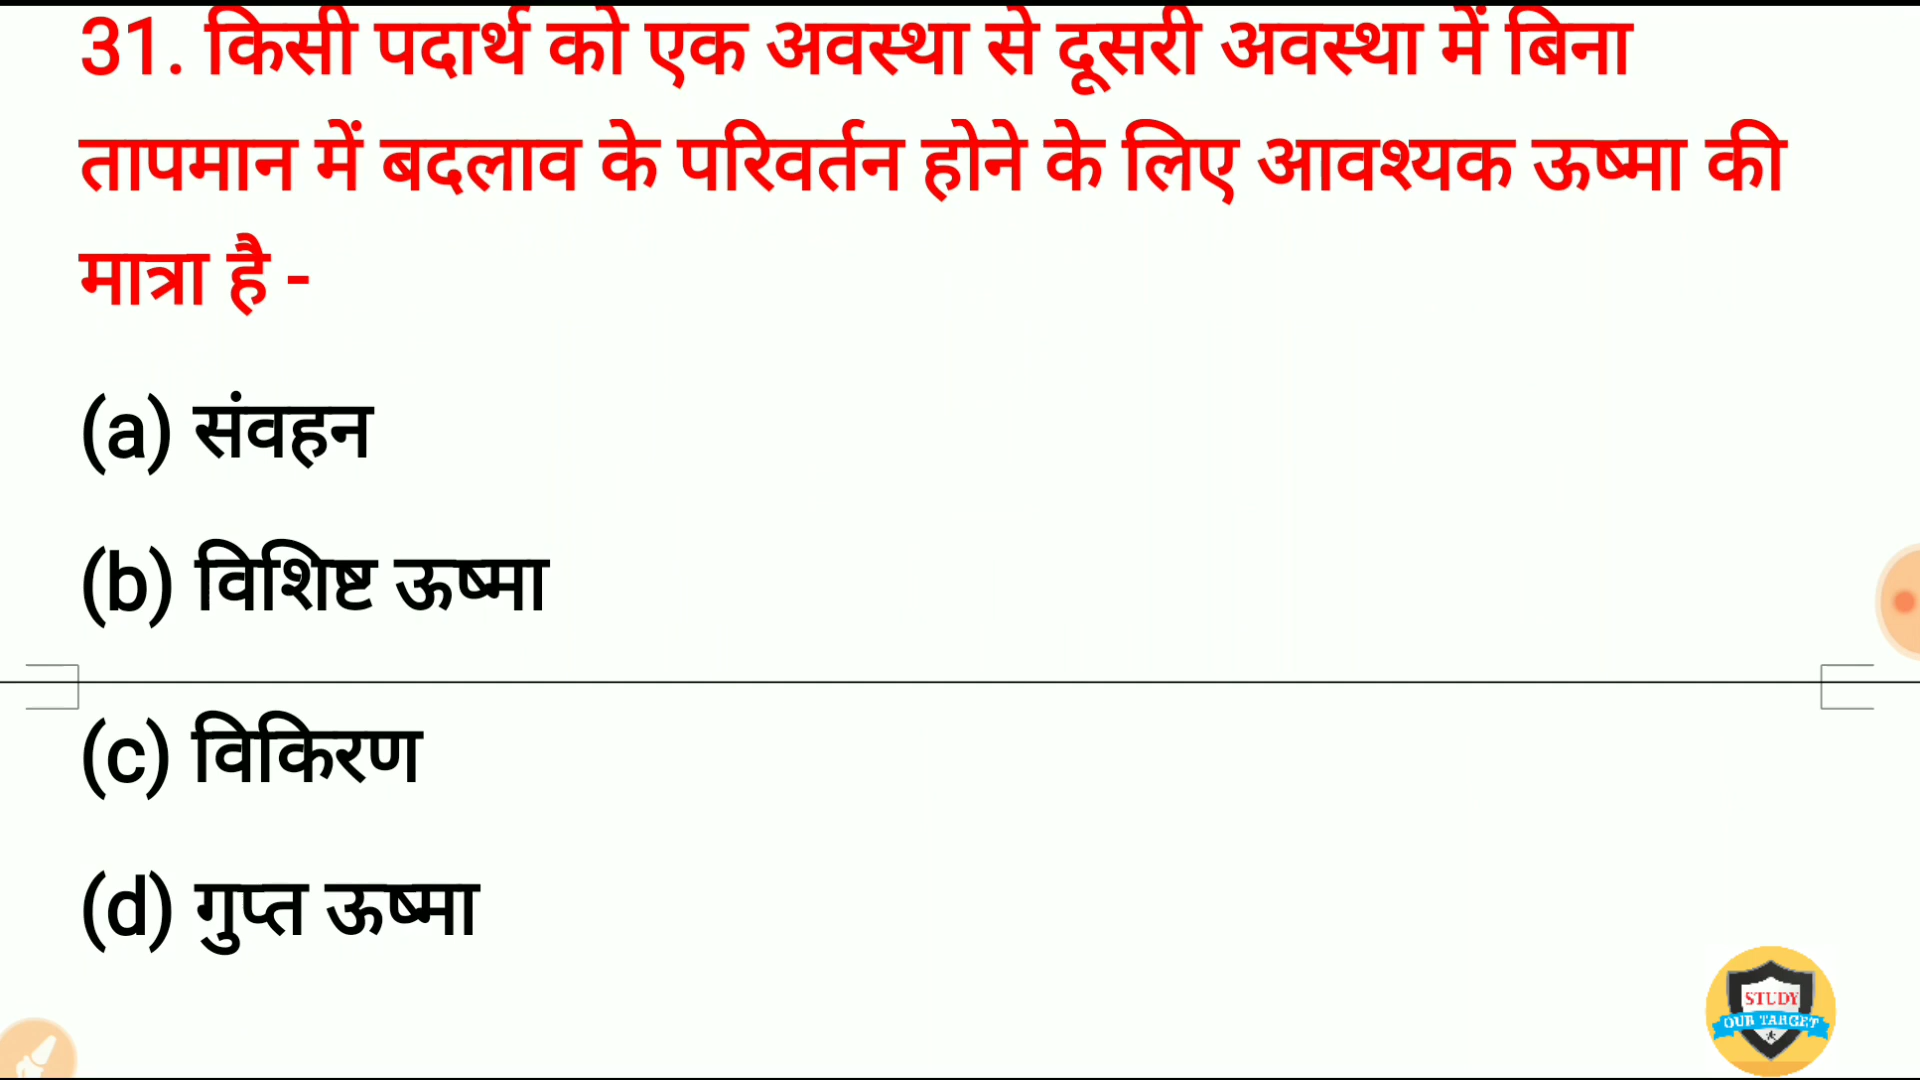 31. किसी पदार्थ को एक अवस्था से दूसरी अवस्था में बिना
तापमान में बदलाव के परिवर्तन होने के लिए आवश्यक ऊष्मा की
मात्रा है -
(a) संवहन
(b) विशिष्ट ऊष्मा
(c) विकिरण
(d) गुप्त ऊष्मा
STUDY
OUR TARGET